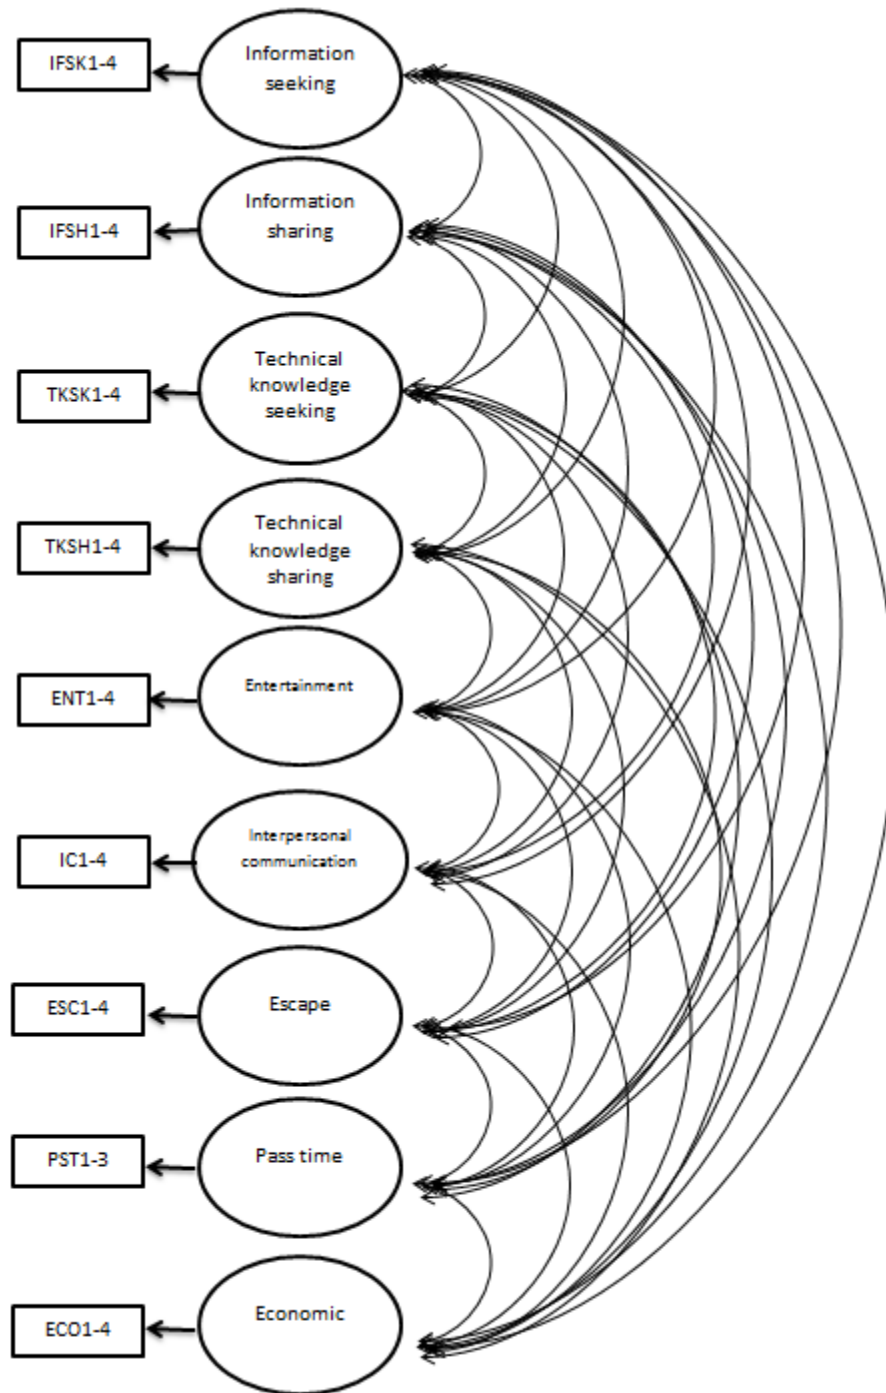 IFSK1-4
Information
seeking
IFSH1-4
Information
sharing
TKSK1-4
Technical
knowledge
seeking
TKSH1-4
Technical
knowledge
sharing
ENT1-4
Entertainment
IC1-4
Interpersonal
communication
ESC1-4
Escape
PST1-3
Pass time
ECO1-4
Economic